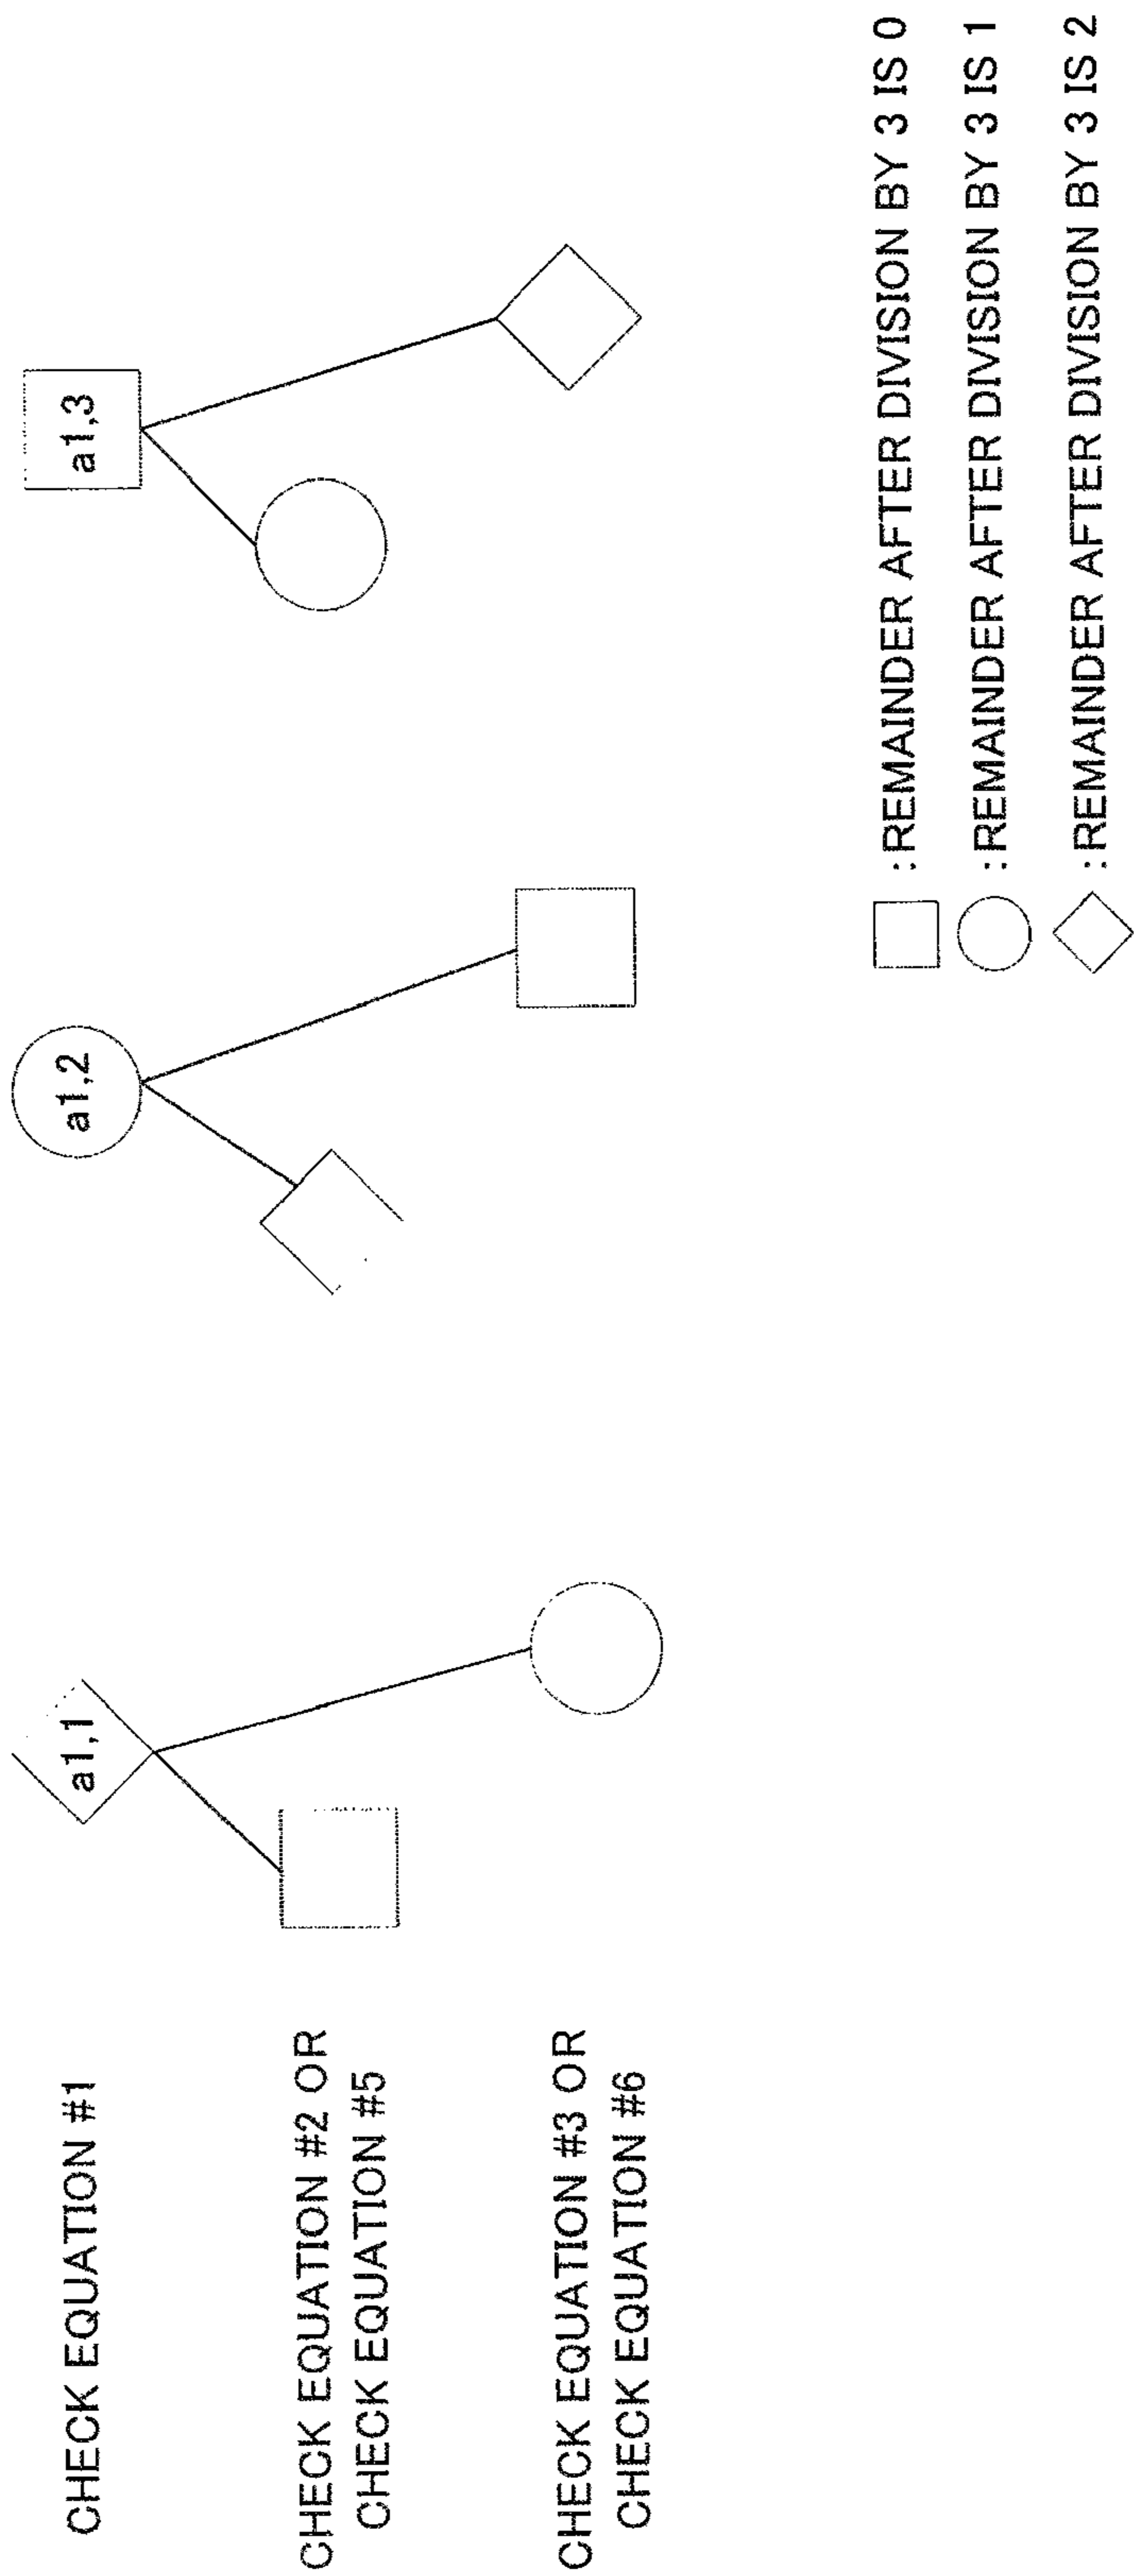 CHECK EQUATION #1
a1,1
a1,2
a1,3
CHECK EQUATION #2 OR
CHECK EQUATION #5
CHECK EQUATION #3 OR
CHECK EQUATION #6
:REMAINDER AFTER DIVISION BY 3 IS 0
:REMAINDER AFTER DIVISION BY 3 IS 1
:REMAINDER AFTER DIVISION BY 3 IS 2